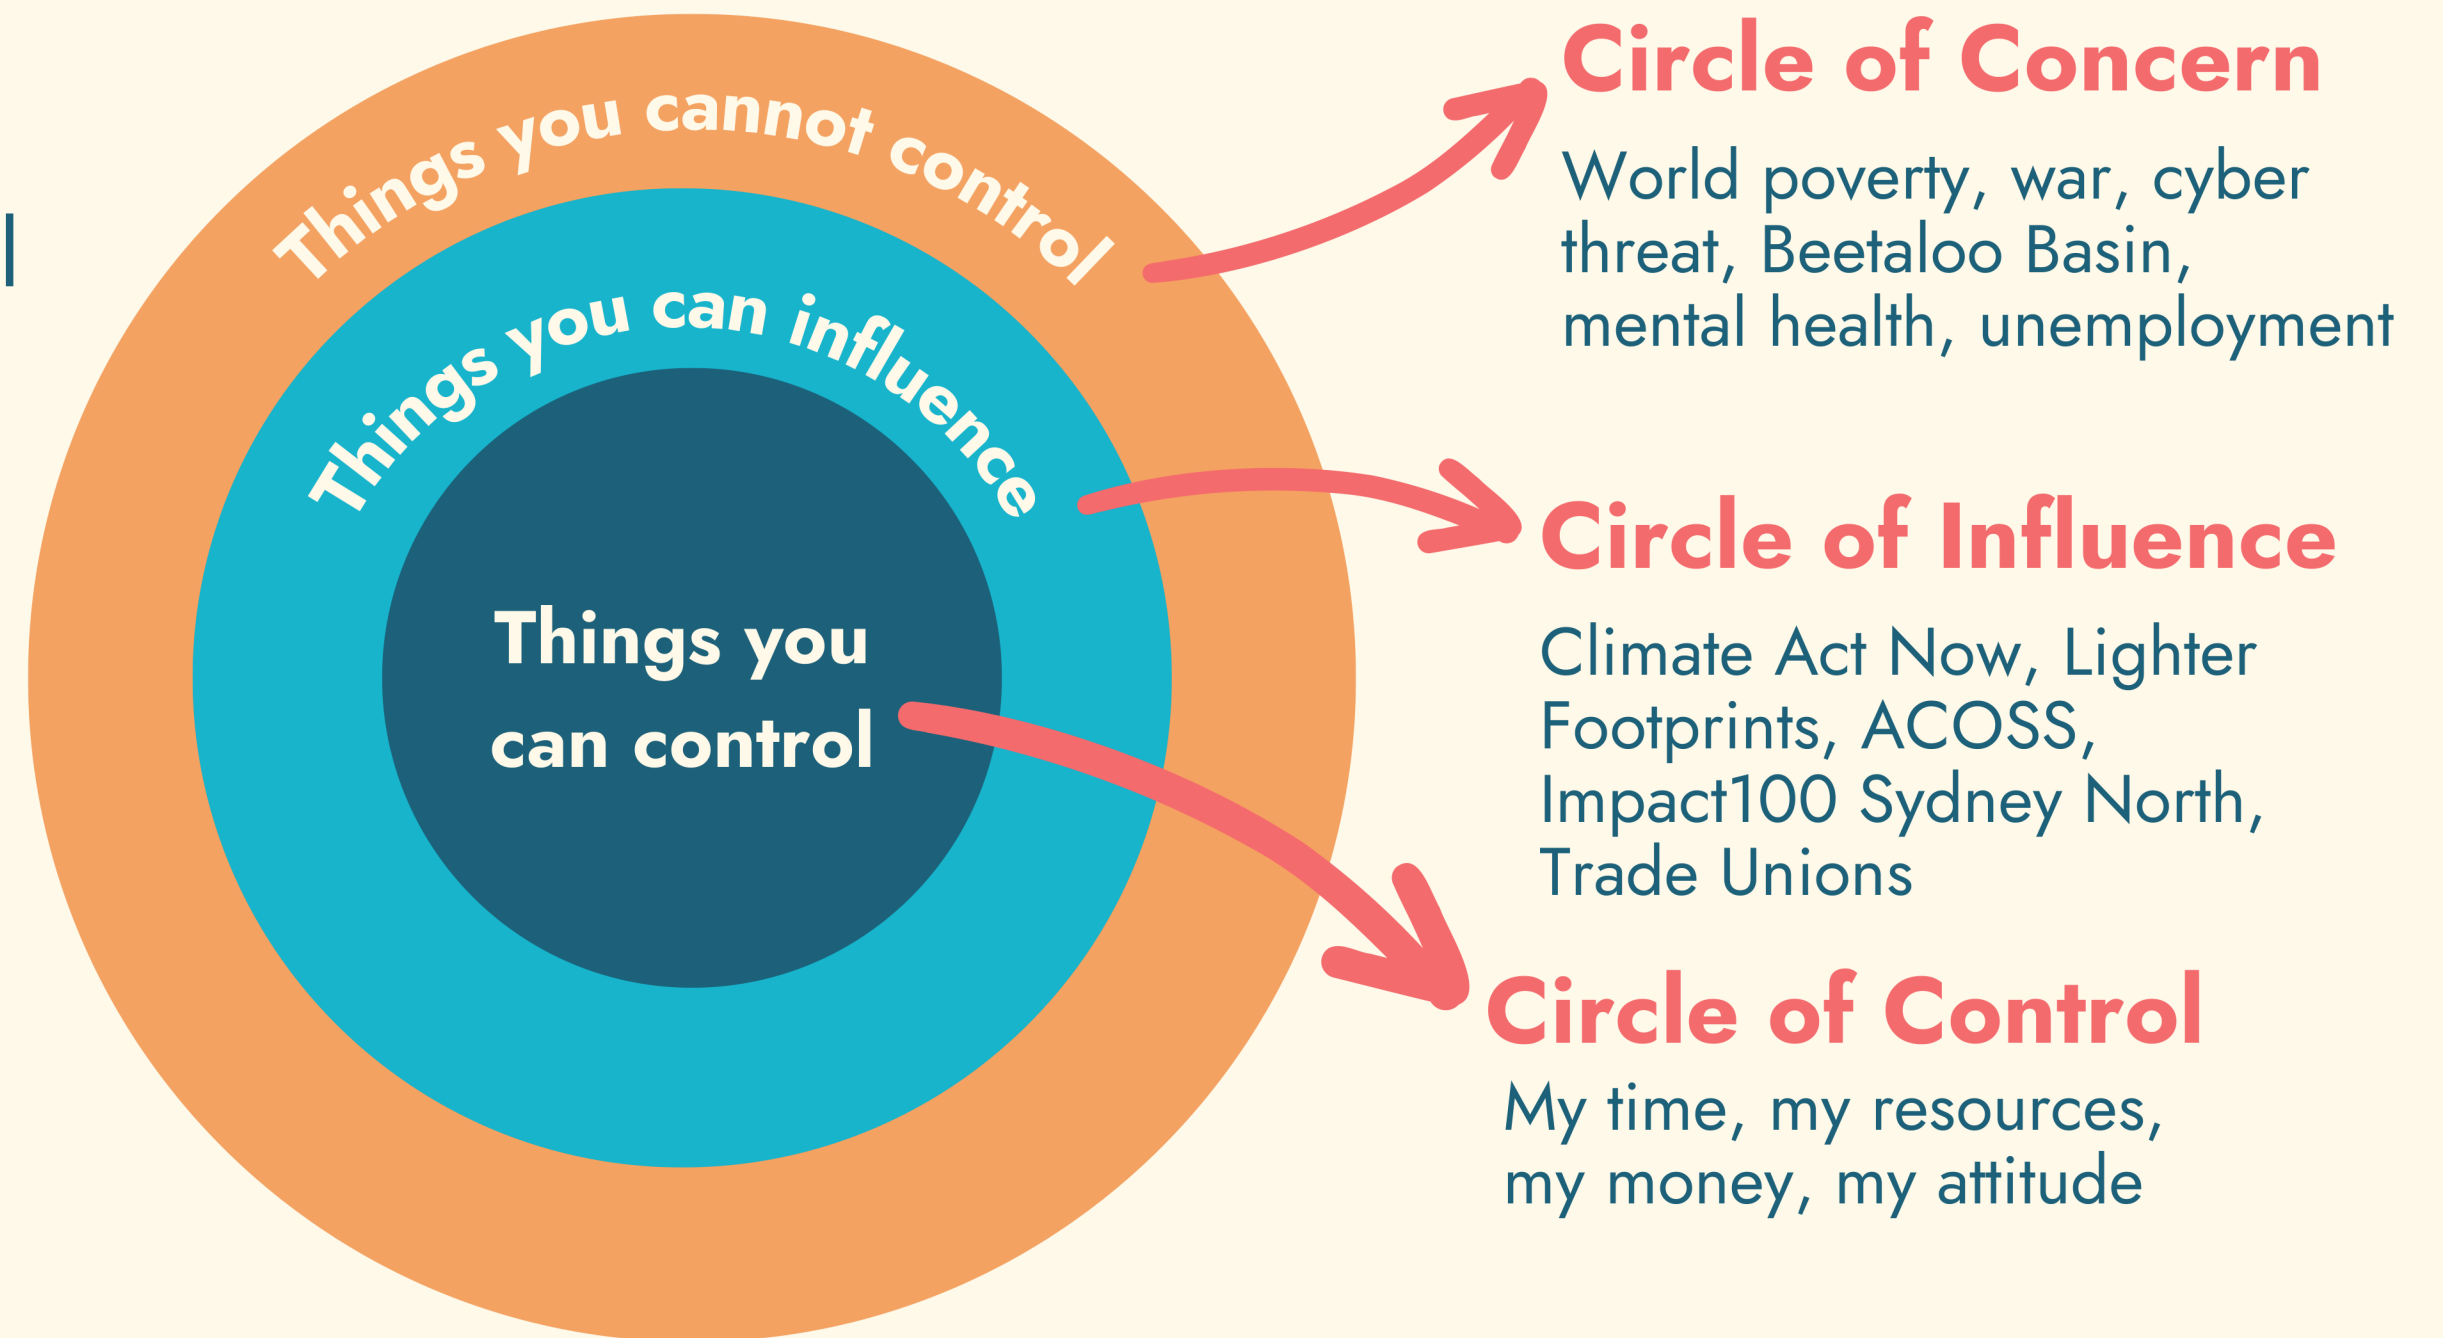 Things you cannot control
Things you can influence
Things you
can control
Circle of Concern
World poverty, war, cyber
threat, Beetaloo Basin,
mental health, unemployment
Circle of Influence
Climate Act Now, Lighter
Footprints, ACOSS,
Impact100 Sydney North,
Trade Unions
Circle of Control
My time, my resources,
my money, my attitude